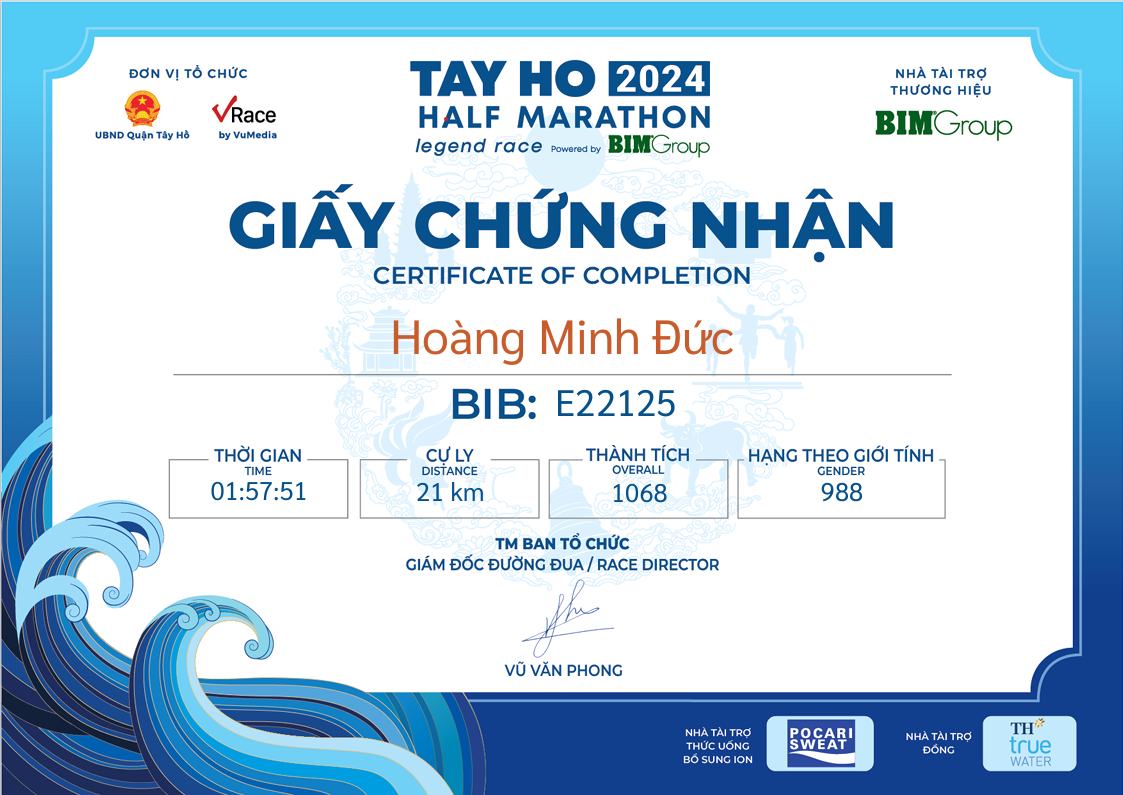 ĐƠN VỊ TỔ CHỨC
UBND Quận Tây Hồ
VRace
by VuMedia
TAY HO 2024
HALF MARATHON
legend race Powered by BIMGroup
NHÀ TÀI TRỢ
THƯƠNG HIỆU
BIMGroup
GIẤY CHỨNG NHẬN
CERTIFICATE OF COMPLETION
Hoàng Minh Đức
BIB: E22125
THỜI GIAN
TIME
01:57:51
CỰ LY
DISTANCE
21 km
THÀNH TÍCH
OVERALL
1068
HẠNG THEO GIỚI TÍNH
GENDER
988
TM BAN TỔ CHỨC
GIÁM ĐỐC ĐƯỜNG ĐUA / RACE DIRECTOR
VŨ VĂN PHONG
NHÀ TÀI TRỢ
THỨC UỐNG
BỔ SUNG ION
POCARI
SWEAT
NHÀ TÀI TRỢ
ĐỒNG
TH
true
WATER